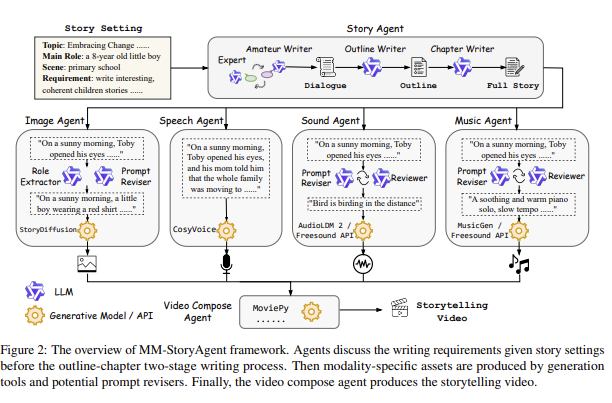 Story Setting
Topic: Embracing Change ......
Main Role: a 8-year old little boy
Scene: primary school
Requirement: write interesting,
coherent children stories ......
Story Agent
Amateur Writer
Expert
Outline Writer
Chapter Writer
Dialogue
Outline
Full Story
Image Agent
"On a sunny morning, Toby
opened his eyes ......"
Role
Extractor
Prompt
Reviser
"On a sunny morning, a little
boy wearing a red shirt ......"
StoryDiffusion
Speech Agent
"On a sunny morning,
Toby opened his eyes,
and his mom told him
that the whole family
was moving to ......"
CosyVoice
Sound Agent
"On a sunny morning, Toby
opened his eyes ......"
Prompt
Reviser
Reviewer
"Bird is birding in the distance"
AudioLDM 2 /
Freesound API
Music Agent
"On a sunny morning, Toby
opened his eyes ......"
Prompt
Reviser
Reviewer
"A soothing and warm piano
solo, slow tempo ......"
MusicGen /
Freesound API
LLM
Generative Model / API
Video Compose
Agent
MoviePy
......
Storytelling
Video
Figure 2: The overview of MM-StoryAgent framework. Agents discuss the writing requirements given story settings
before the outline-chapter two-stage writing process. Then modality-specific assets are produced by generation
tools and potential prompt revisers. Finally, the video compose agent produces the storytelling video.